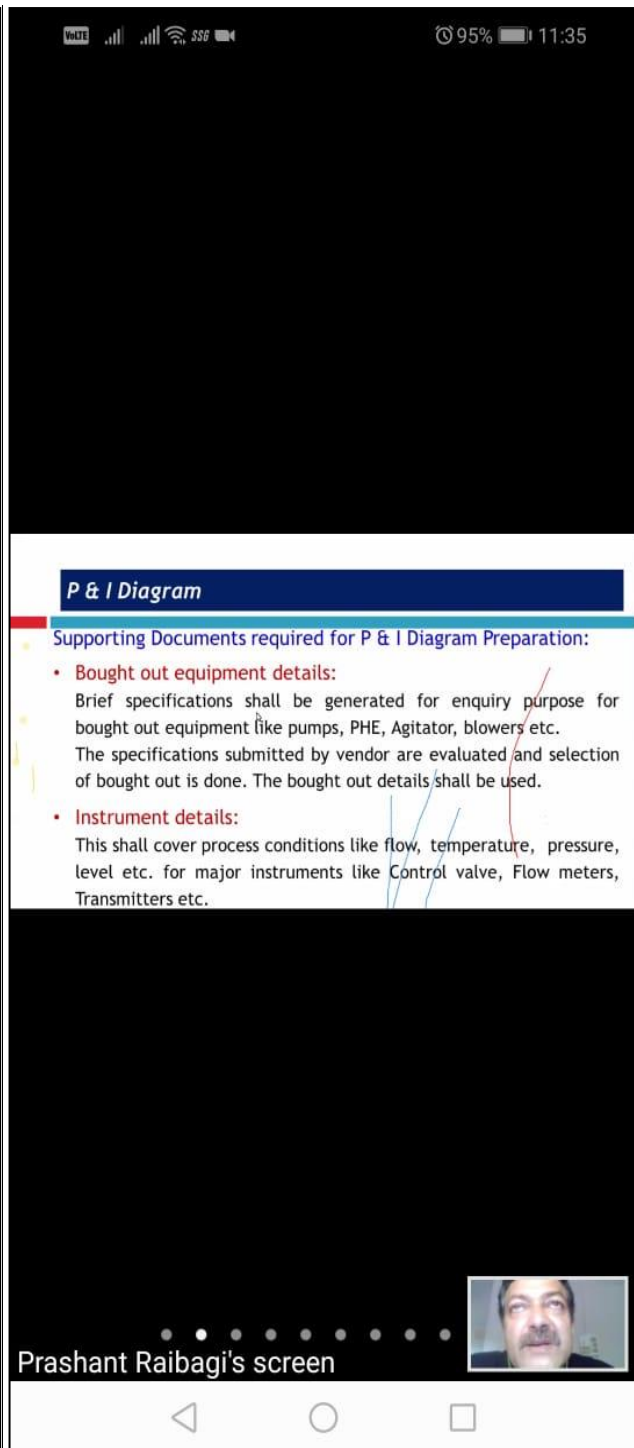 VoLTE SSG 95% 11:35
P & I Diagram
Supporting Documents required for P & I Diagram Preparation:
• Bought out equipment details:
Brief specifications shall be generated for enquiry purpose for
bought out equipment like pumps, PHE, Agitator, blowers etc.
The specifications submitted by vendor are evaluated and selection
of bought out is done. The bought out details shall be used.
• Instrument details:
This shall cover process conditions like flow, temperature, pressure,
level etc. for major instruments like Control valve, Flow meters,
Transmitters etc.
Prashant Raibagi's screen